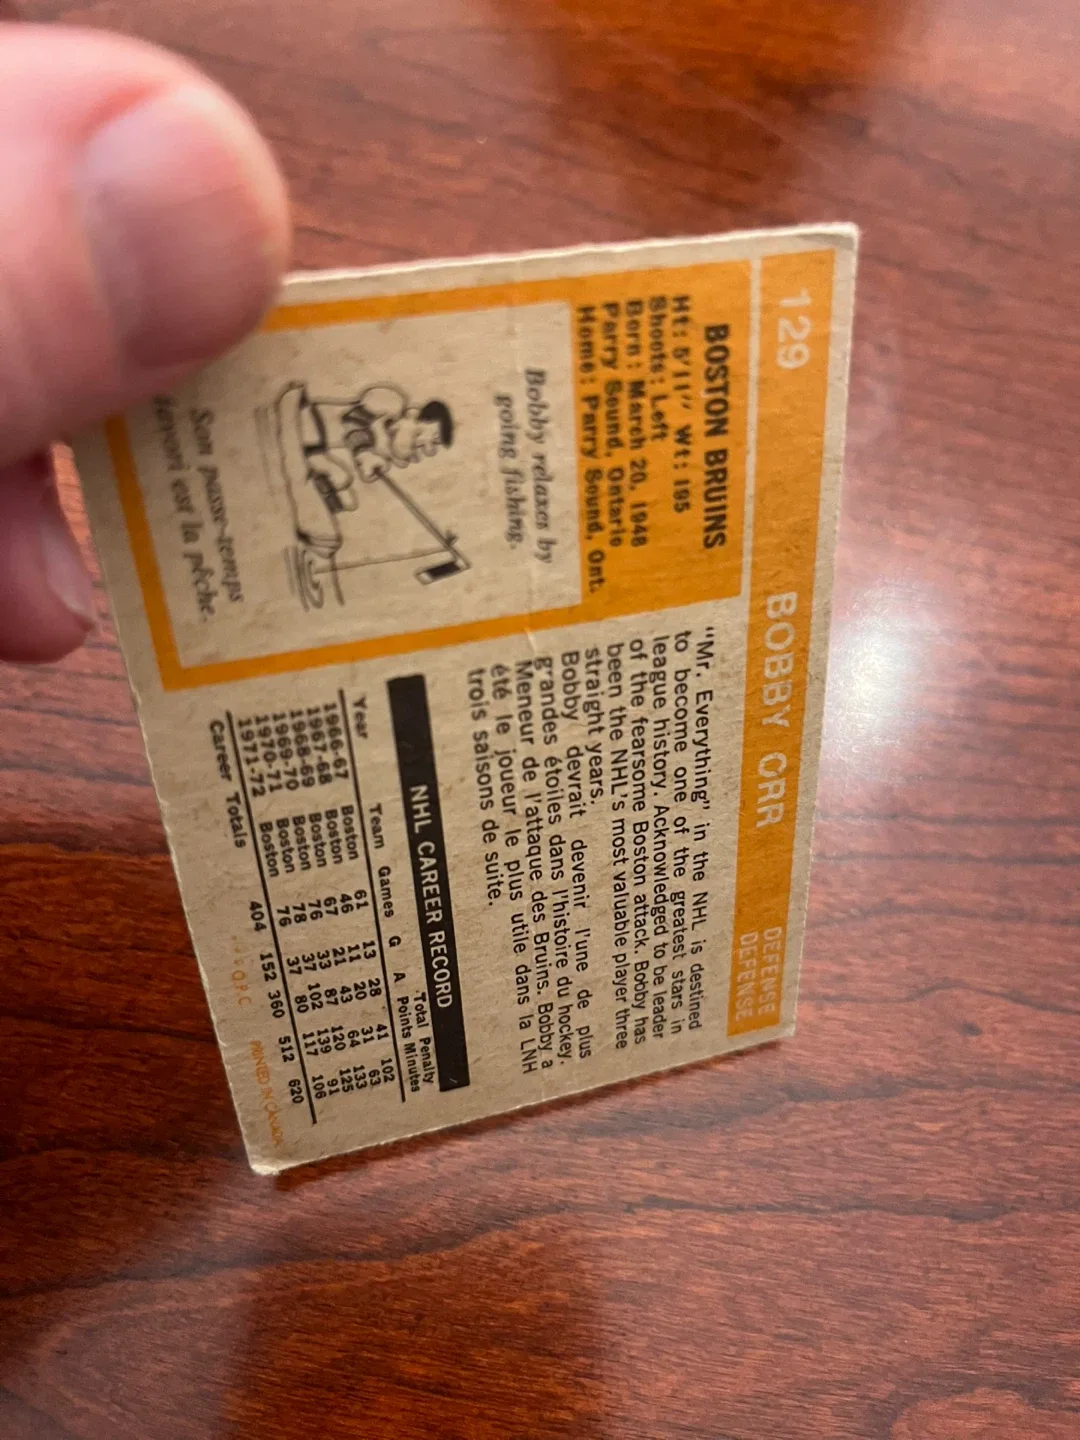 129 BOBBY ORR DEFENSE
DEFENSE
BOSTON BRUINS
Ht: 5'11" Wt: 195
Shoots: Left
Born: March 20, 1948
Parry Sound, Ontario
Home: Parry Sound, Ont.
Bobby relaxes by
going fishing.
Son passe-temps
favori est la pêche.
"Mr. Everything" in the NHL is destined
to become one of the greatest stars in
league history. Acknowledged to be leader
of the fearsome Boston attack. Bobby has
been the NHL's most valuable player three
straight years.
Bobby devrait devenir l'une de plus
grandes étoiles dans l'histoire du hockey.
Meneur de l'attaque des Bruins. Bobby a
été le joueur le plus utile dans la LNH
trois saisons de suite.
NHL CAREER RECORD
Total Penalty
Year Team Games G A Points Minutes
1966-67 Boston 61 13 28 41 102
1967-68 Boston 46 11 20 31 63
1968-69 Boston 67 21 43 64 133
1969-70 Boston 76 33 87 120 125
1970-71 Boston 78 37 102 139 91
1971-72 Boston 76 37 80 117 106
Career Totals 404 152 360 512 620
O.P.C. PRINTED IN CANADA